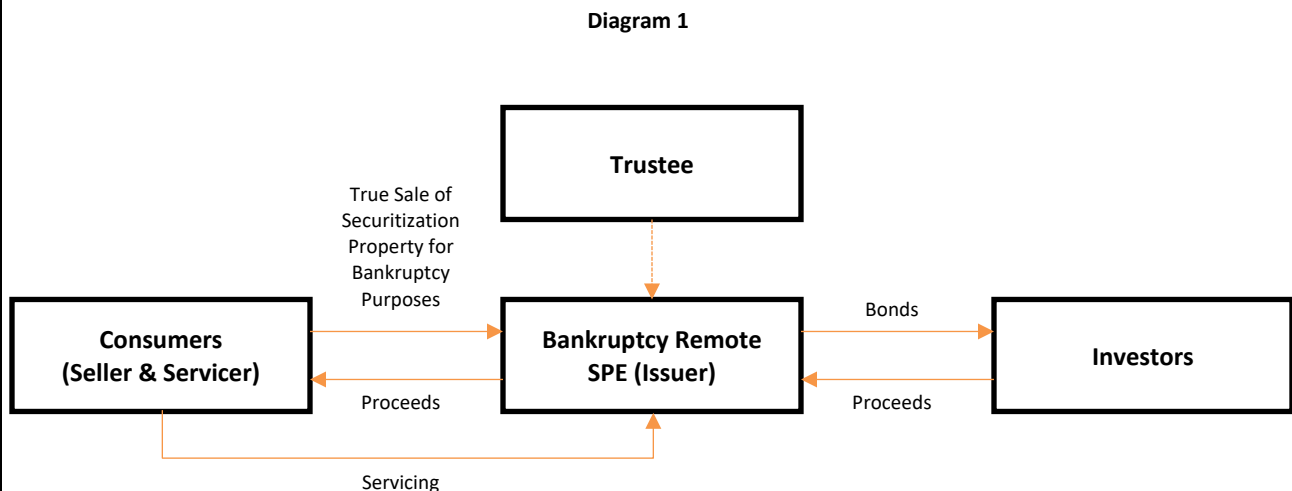 Diagram 1
Trustee
True Sale of
Securitization
Property for
Bankruptcy
Purposes
Consumers
(Seller & Servicer)
Bankruptcy Remote
SPE (Issuer)
Bonds
Investors
Proceeds
Proceeds
Servicing